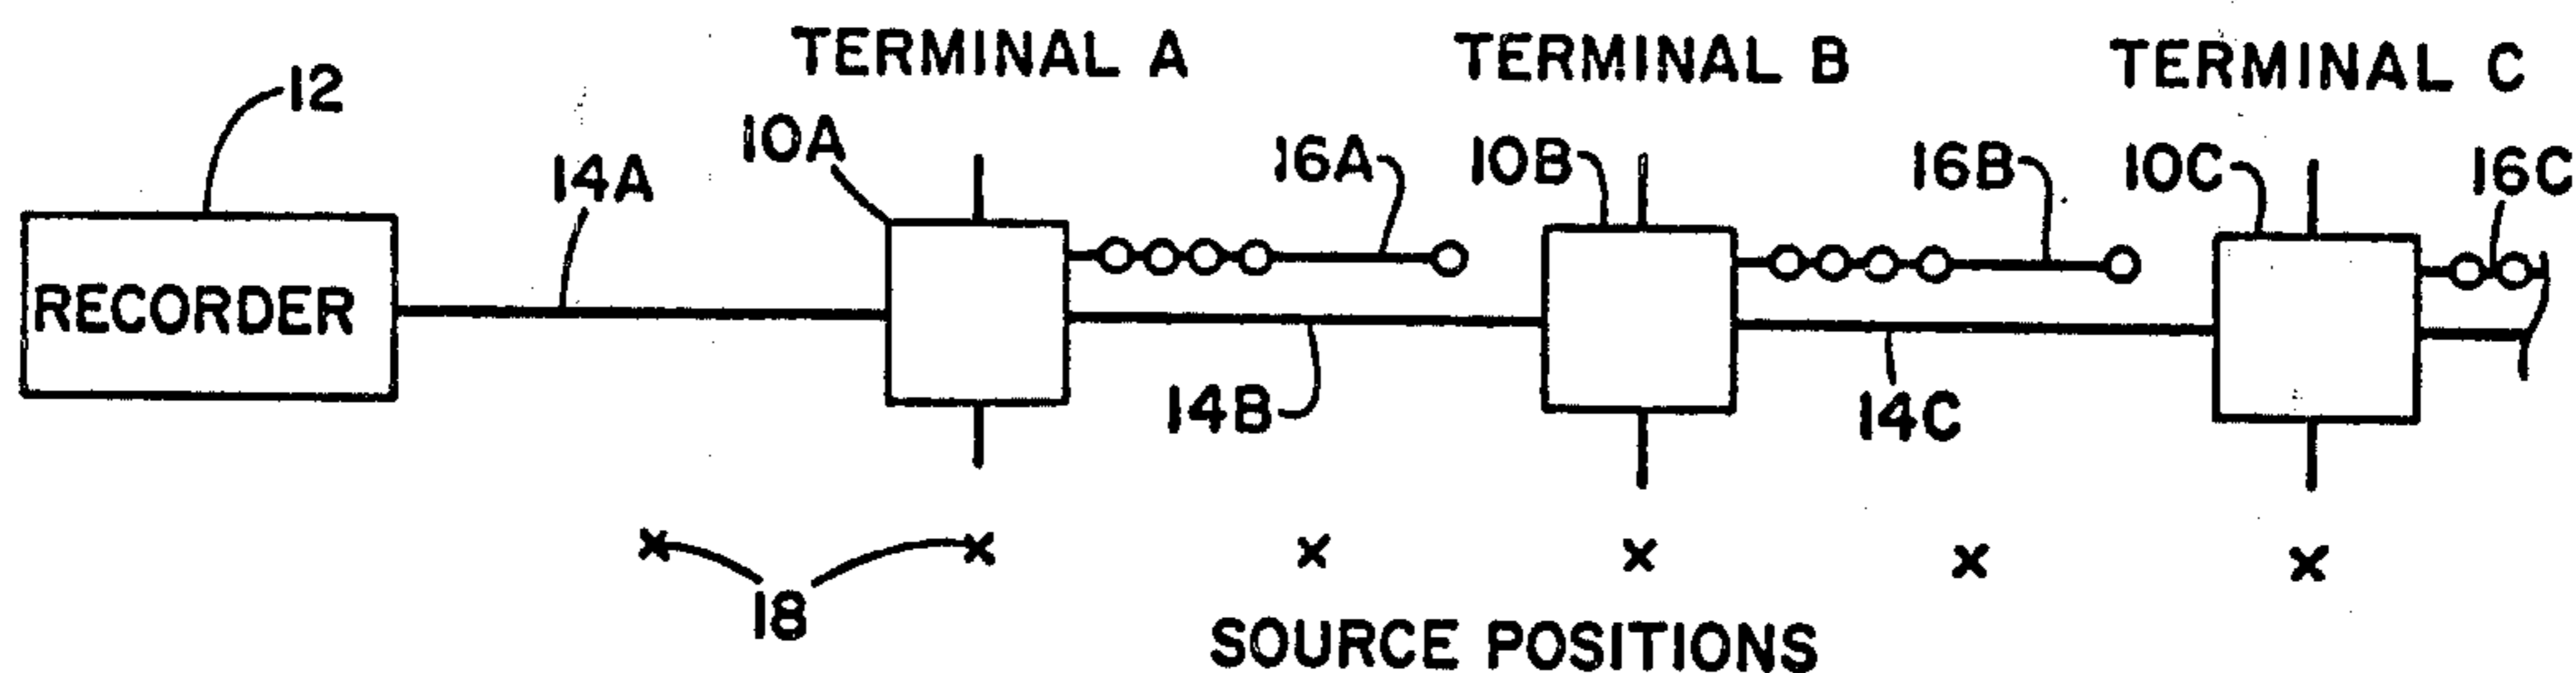 TERMINAL A TERMINAL B TERMINAL C
12 14A 10A 16A 10B 16B 10C 16C
RECORDER
14B 14C
x x x x x x
18
SOURCE POSITIONS